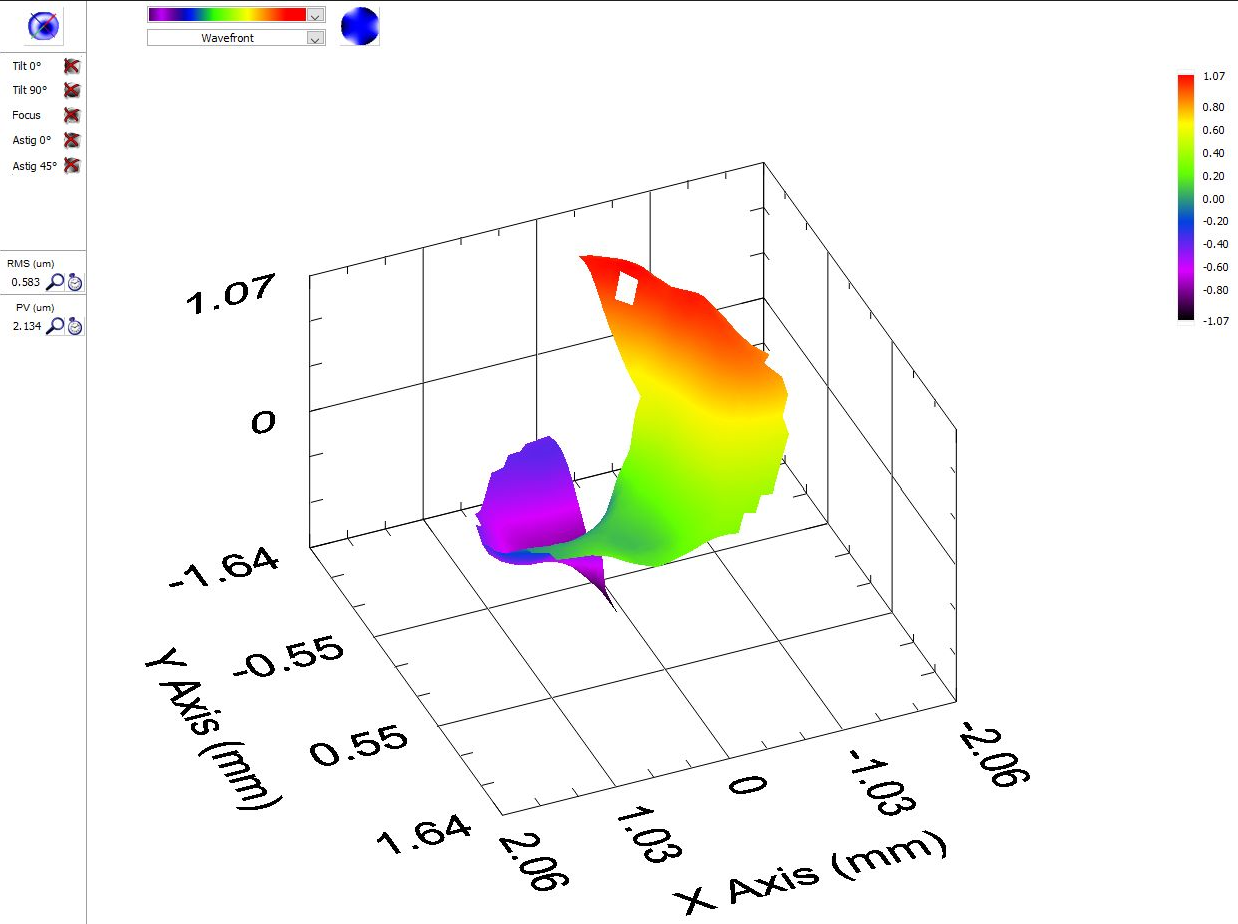 Wavefront
Tilt 0°
Tilt 90°
Focus
Astig 0°
Astig 45°
RMS (um)
0.583
PV (um)
2.134
1.07
0.80
0.60
0.40
0.20
0.00
-0.20
-0.40
-0.60
-0.80
-1.07
1.07
0
-1.64
-0.55
0.55
1.64
Y Axis (mm)
2.06
1.03
0
-1.03
-2.06
X Axis (mm)